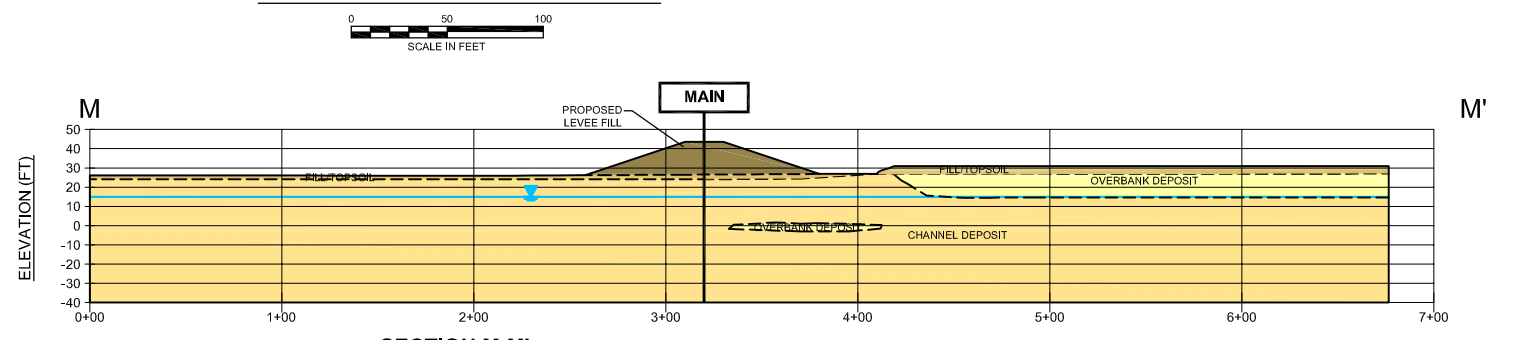 0 50 100
SCALE IN FEET
MAIN
M
M'
PROPOSED
LEVEE FILL
ELEVATION (FT)
50
40
30
20
10
0
-10
-20
-30
-40
FILL/TOPSOIL
FILL/TOPSOIL
OVERBANK DEPOSIT
OVERBANK DEPOSIT
CHANNEL DEPOSIT
0+00 1+00 2+00 3+00 4+00 5+00 6+00 7+00